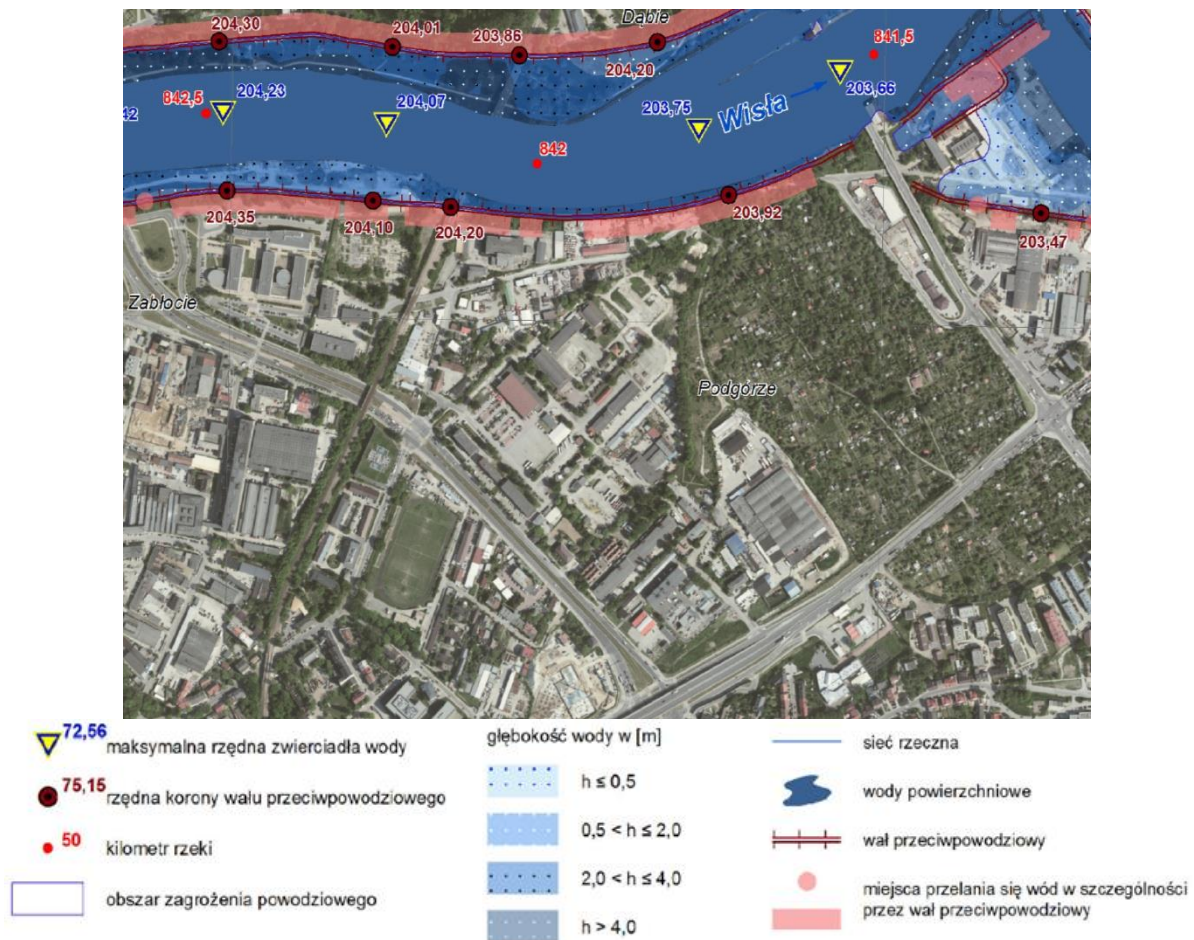 204,30
204,01
203,86
Dąbie
204,20
841,5
842,5
204,23
204,07
203,75
Wisła
203,66
42
842
204,35
204,10
204,20
203,92
203,47
Zabłocie
Podgórze
72,56
maksymalna rzędna zwierciadła wody
75,15
rzędna korony wału przeciwpowodziowego
50
kilometr rzeki
obszar zagrożenia powodziowego
głębokość wody w [m]
h ≤ 0,5
0,5 < h ≤ 2,0
2,0 < h ≤ 4,0
h > 4,0
sieć rzeczna
wody powierzchniowe
wał przeciwpowodziowy
miejsca przelania się wód w szczególności
przez wał przeciwpowodziowy